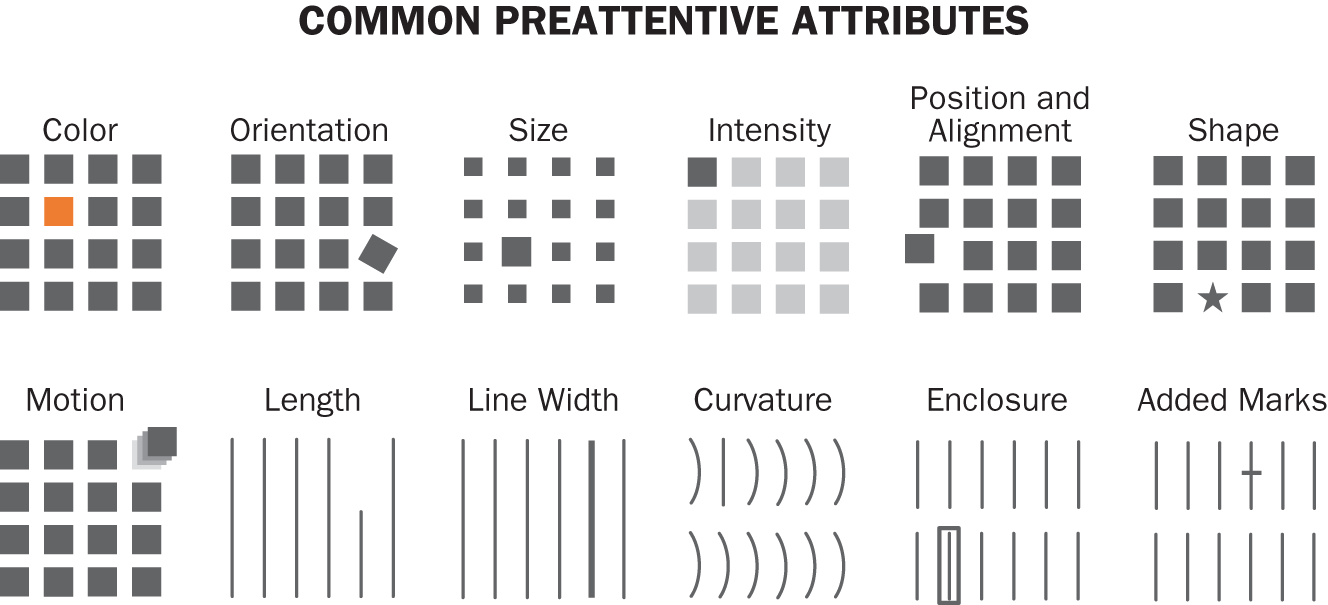 COMMON PREATTENTIVE ATTRIBUTES
Color
Orientation
Size
Intensity
Position and
Alignment
Shape
Motion
Length
Line Width
Curvature
Enclosure
Added Marks